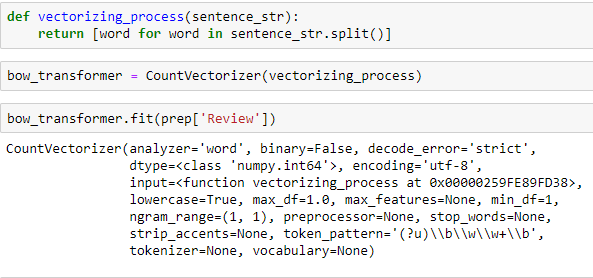 def vectorizing_process(sentence_str):
    return [word for word in sentence_str.split()]
bow_transformer = CountVectorizer(vectorizing_process)
bow_transformer.fit(prep['Review'])
CountVectorizer(analyzer='word', binary=False, decode_error='strict',
                dtype=<class 'numpy.int64'>, encoding='utf-8',
                input=<function vectorizing_process at 0x00000259FE89FD38>,
                lowercase=True, max_df=1.0, max_features=None, min_df=1,
                ngram_range=(1, 1), preprocessor=None, stop_words=None,
                strip_accents=None, token_pattern='(?u)\\b\\w\\w+\\b',
                tokenizer=None, vocabulary=None)